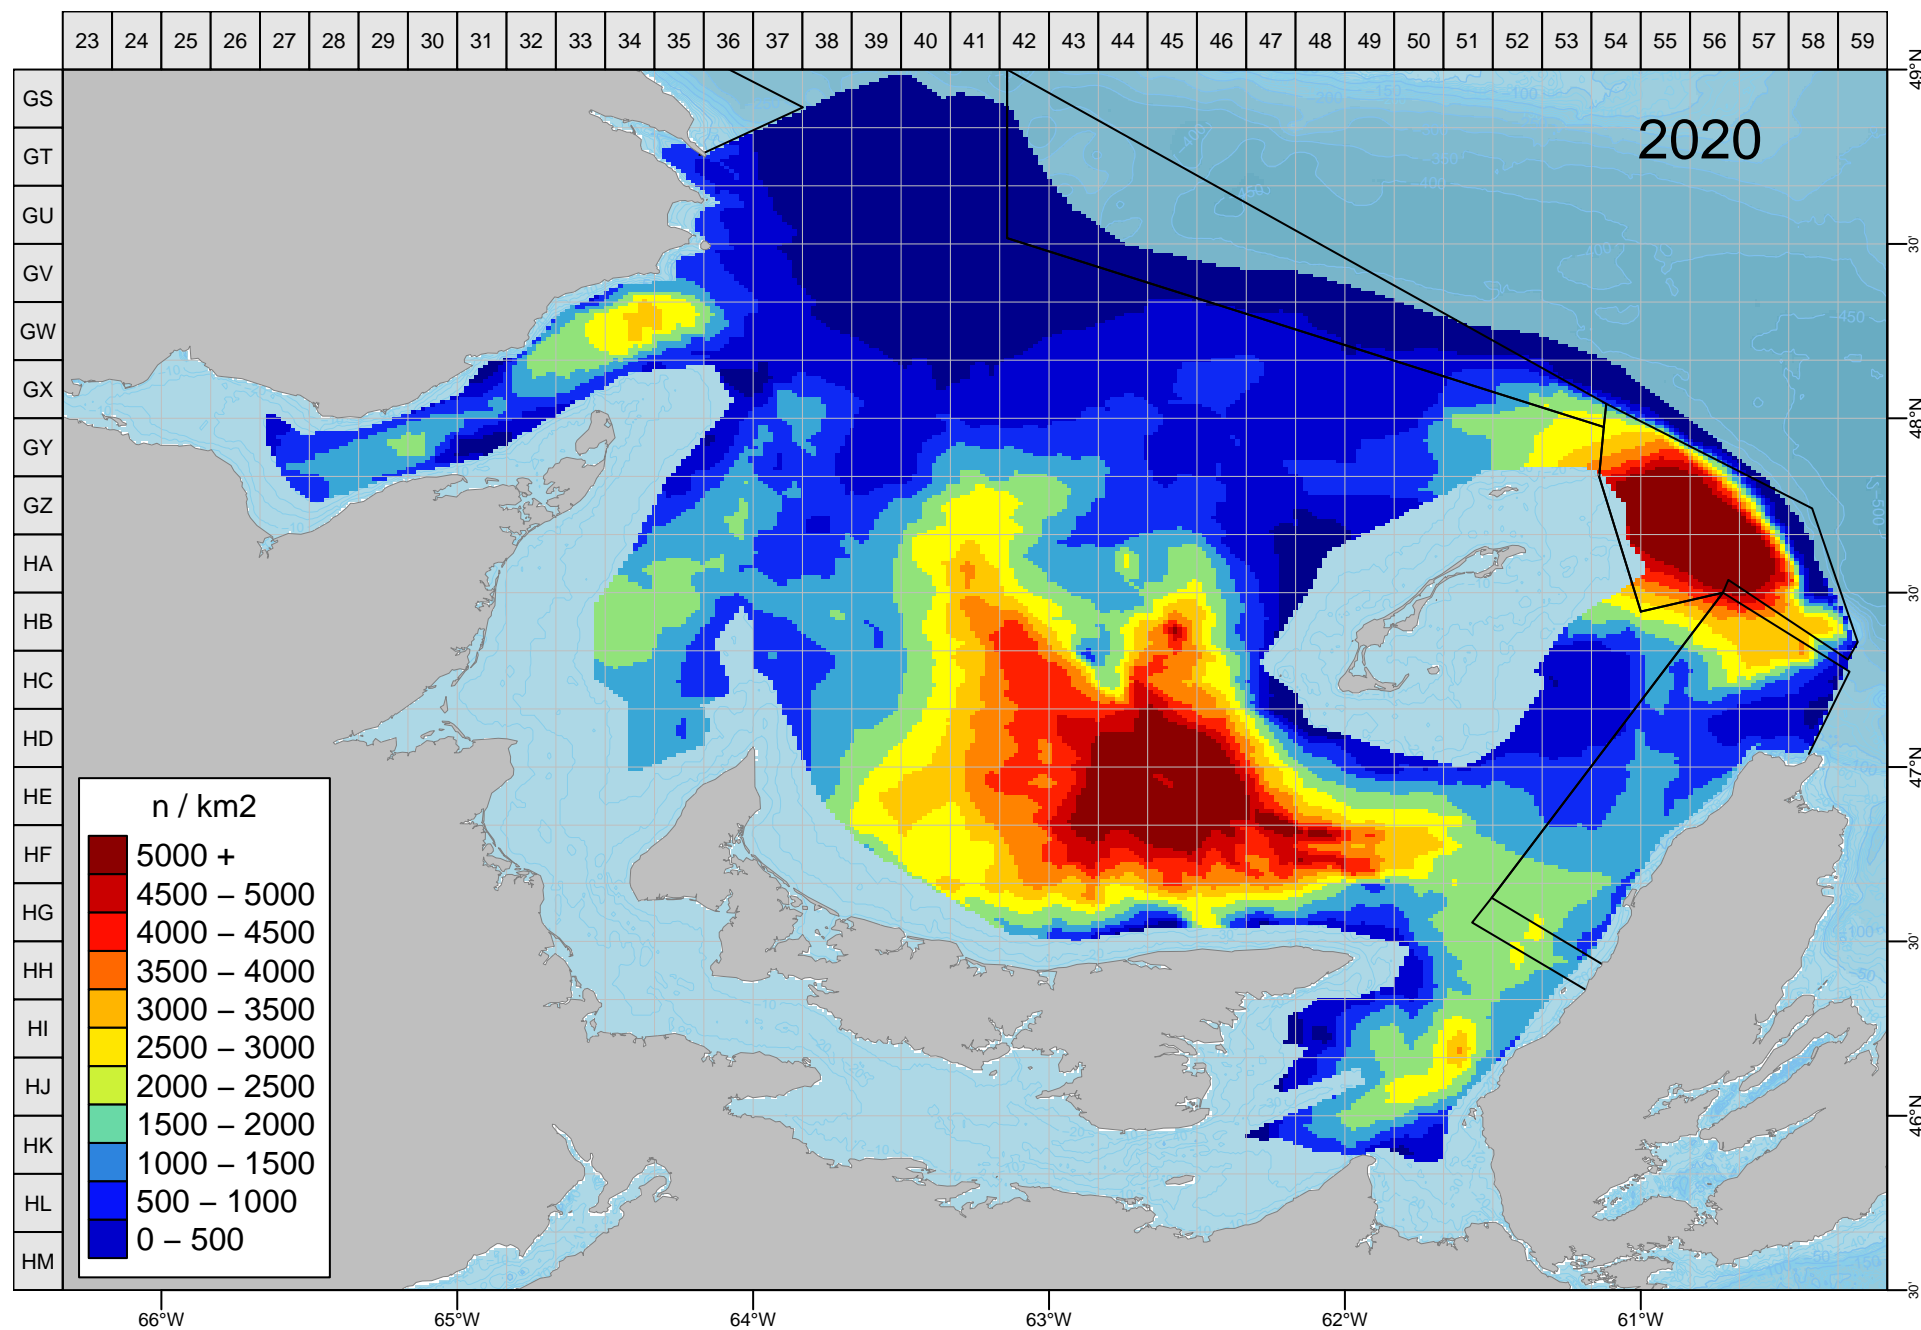 23 24 25 26 27 28 29 30 31 32 33 34 35 36 37 38 39 40 41 42 43 44 45 46 47 48 49 50 51 52 53 54 55 56 57 58 59
49°N
GS
GT
2020
GU
30'
GV
GW
GX
48°N
GY
GZ
HA
30'
HB
HC
HD
47°N
HE
HF
HG
30'
HH
HI
HJ
46°N
HK
HL
HM
30'
n / km2
5000 +
4500 – 5000
4000 – 4500
3500 – 4000
3000 – 3500
2500 – 3000
2000 – 2500
1500 – 2000
1000 – 1500
500 – 1000
0 – 500
66°W 65°W 64°W 63°W 62°W 61°W